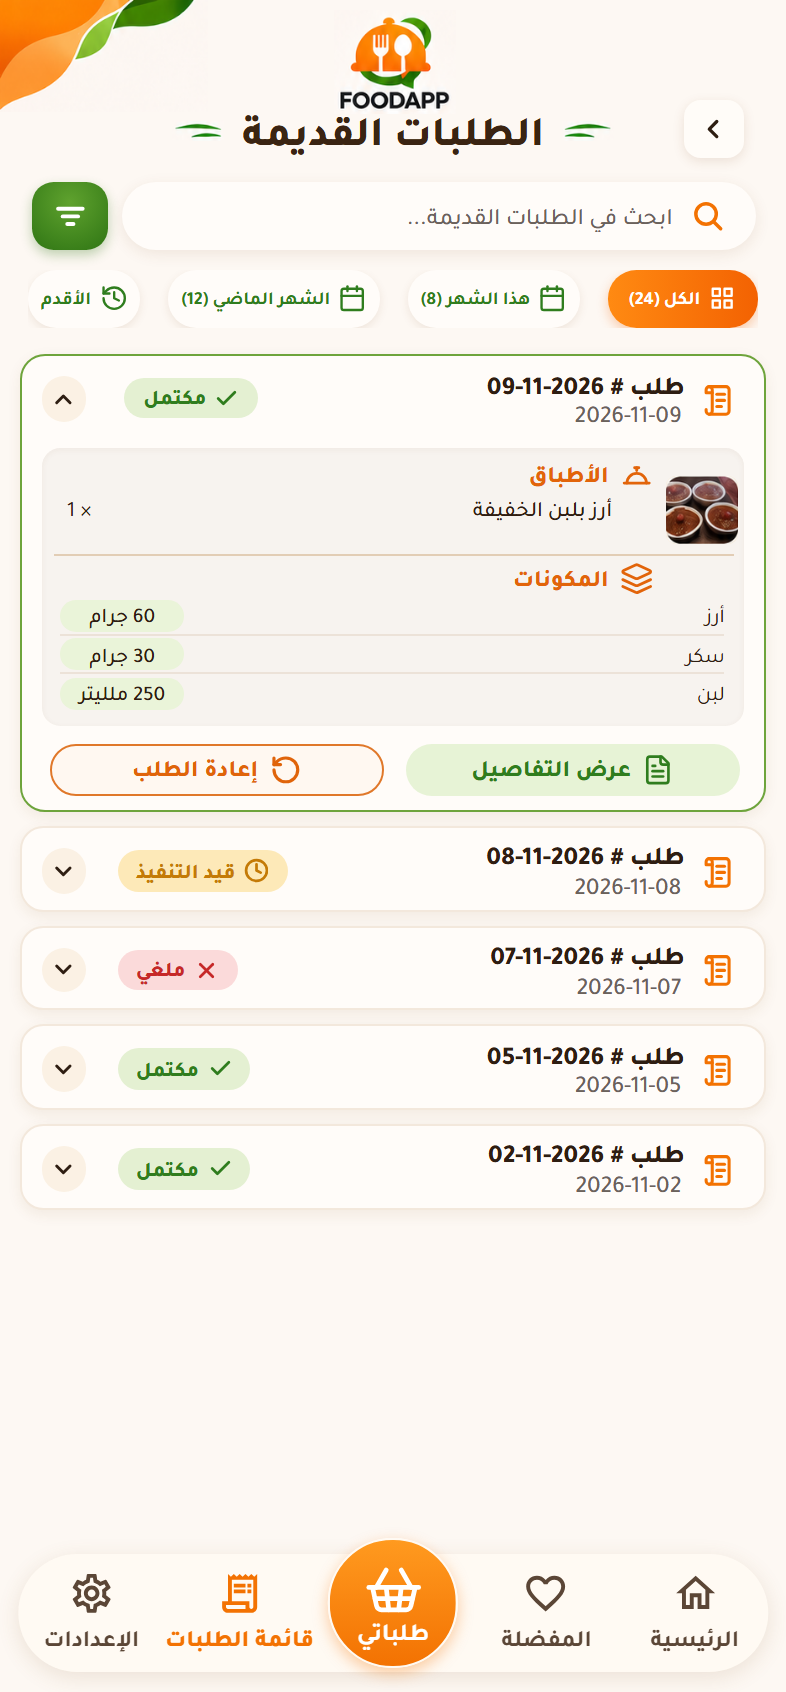 FOODAPP
الطلبات القديمة
ابحث في الطلبات القديمة...
الكل (24)
هذا الشهر (8)
الشهر الماضي (12)
الأقدم
طلب # 2026-11-09
2026-11-09
مكتمل
الأطباق
أرز بلبن الخفيفة
× 1
المكونات
أرز
60 جرام
سكر
30 جرام
لبن
250 ملليتر
عرض التفاصيل
إعادة الطلب
طلب # 2026-11-08
2026-11-08
قيد التنفيذ
طلب # 2026-11-07
2026-11-07
ملغي
طلب # 2026-11-05
2026-11-05
مكتمل
طلب # 2026-11-02
2026-11-02
مكتمل
الرئيسية
المفضلة
طلباتي
قائمة الطلبات
الإعدادات